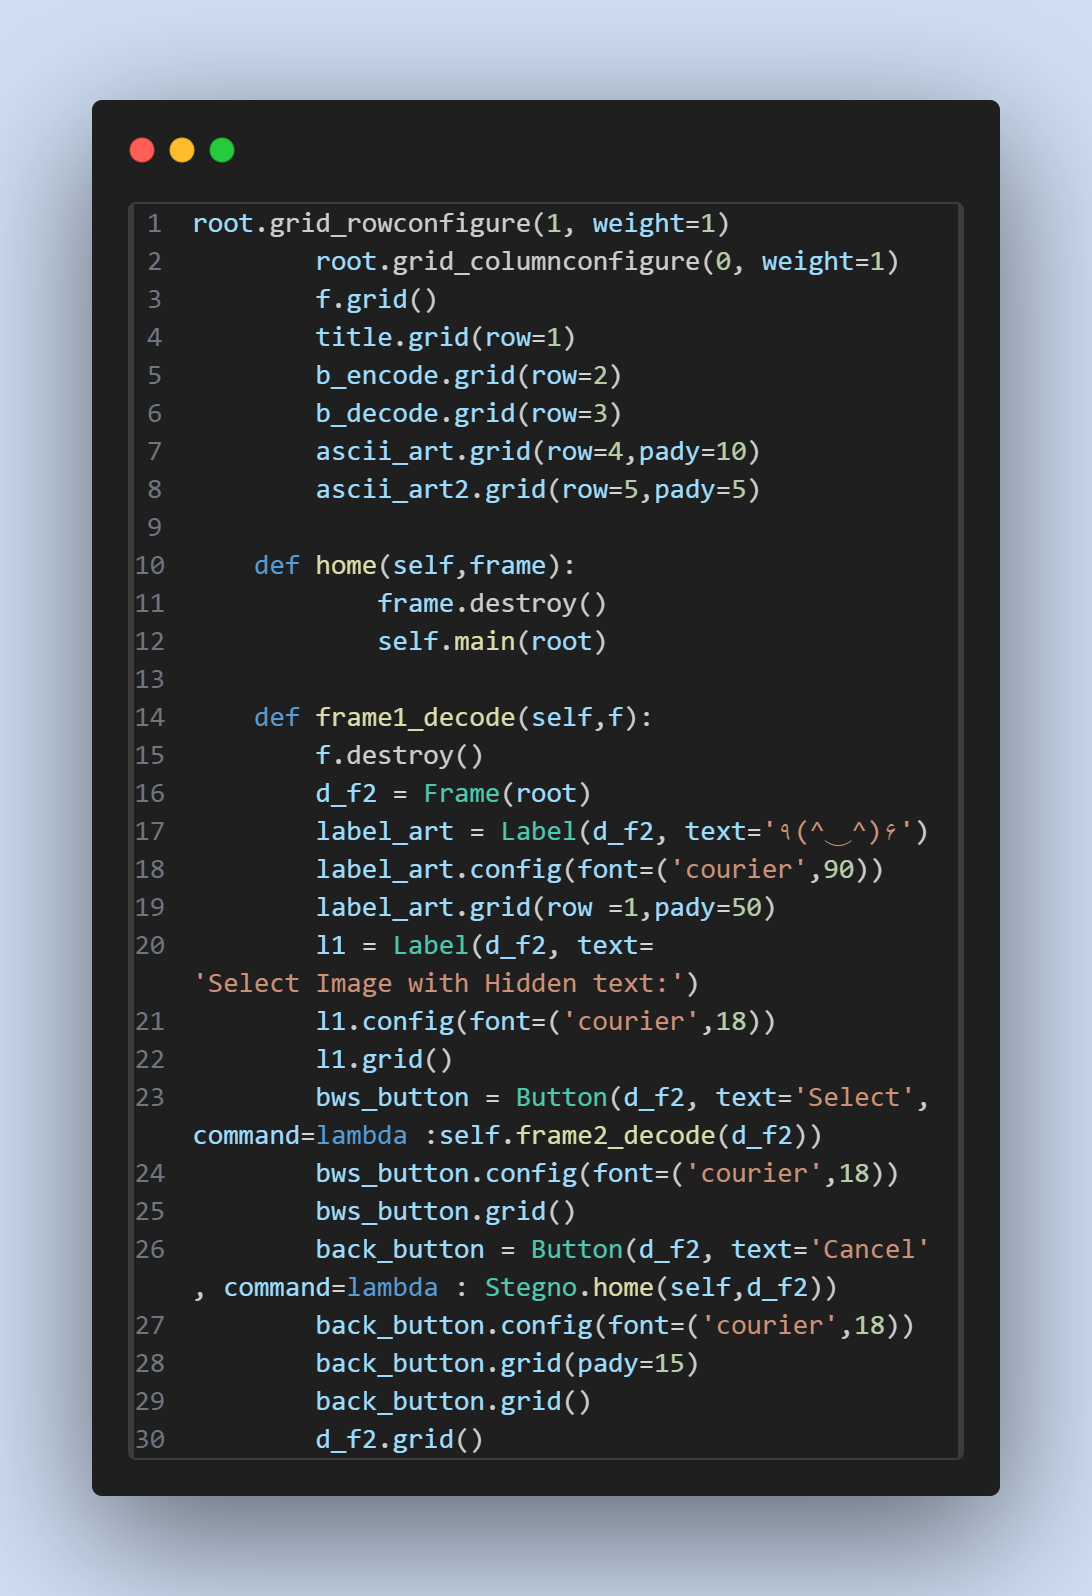 1 root.grid_rowconfigure(1, weight=1)
2         root.grid_columnconfigure(0, weight=1)
3         f.grid()
4         title.grid(row=1)
5         b_encode.grid(row=2)
6         b_decode.grid(row=3)
7         ascii_art.grid(row=4,pady=10)
8         ascii_art2.grid(row=5,pady=5)
9
10     def home(self,frame):
11             frame.destroy()
12             self.main(root)
13
14     def frame1_decode(self,f):
15         f.destroy()
16         d_f2 = Frame(root)
17         label_art = Label(d_f2, text='٩(^‿^)۶')
18         label_art.config(font=('courier',90))
19         label_art.grid(row =1,pady=50)
20         l1 = Label(d_f2, text=
'Select Image with Hidden text:')
21         l1.config(font=('courier',18))
22         l1.grid()
23         bws_button = Button(d_f2, text='Select',
command=lambda :self.frame2_decode(d_f2))
24         bws_button.config(font=('courier',18))
25         bws_button.grid()
26         back_button = Button(d_f2, text='Cancel'
, command=lambda : Stegno.home(self,d_f2))
27         back_button.config(font=('courier',18))
28         back_button.grid(pady=15)
29         back_button.grid()
30         d_f2.grid()